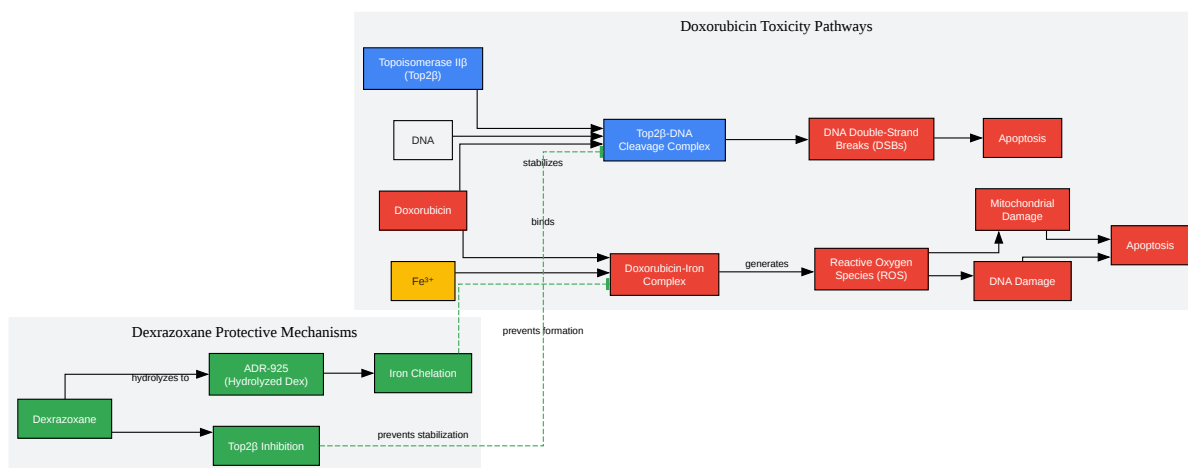 Doxorubicin Toxicity Pathways
Topoisomerase IIβ
(Top2β)
DNA
Top2β-DNA
Cleavage Complex
DNA Double-Strand
Breaks (DSBs)
Apoptosis
stabilizes
Doxorubicin
binds
Mitochondrial
Damage
Apoptosis
Fe³⁺
Doxorubicin-Iron
Complex
generates
Reactive Oxygen
Species (ROS)
DNA Damage
Dexrazoxane Protective Mechanisms
prevents formation
hydrolyzes to
ADR-925
(Hydrolyzed Dex)
Iron Chelation
Dexrazoxane
Top2β Inhibition
prevents stabilization